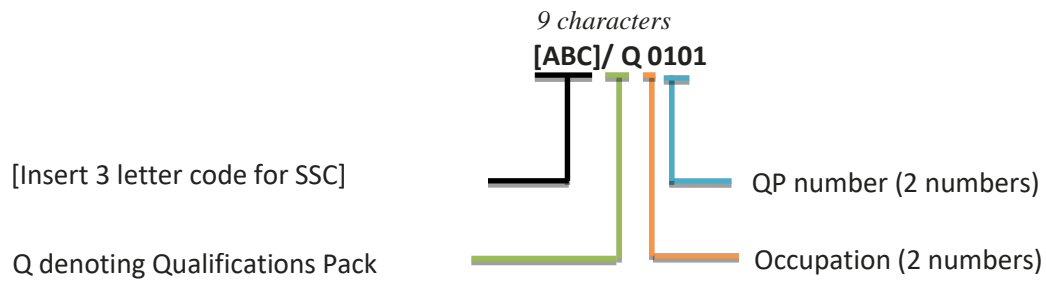 9 characters
[ABC]/ Q 0101
[Insert 3 letter code for SSC]
QP number (2 numbers)
Q denoting Qualifications Pack
Occupation (2 numbers)